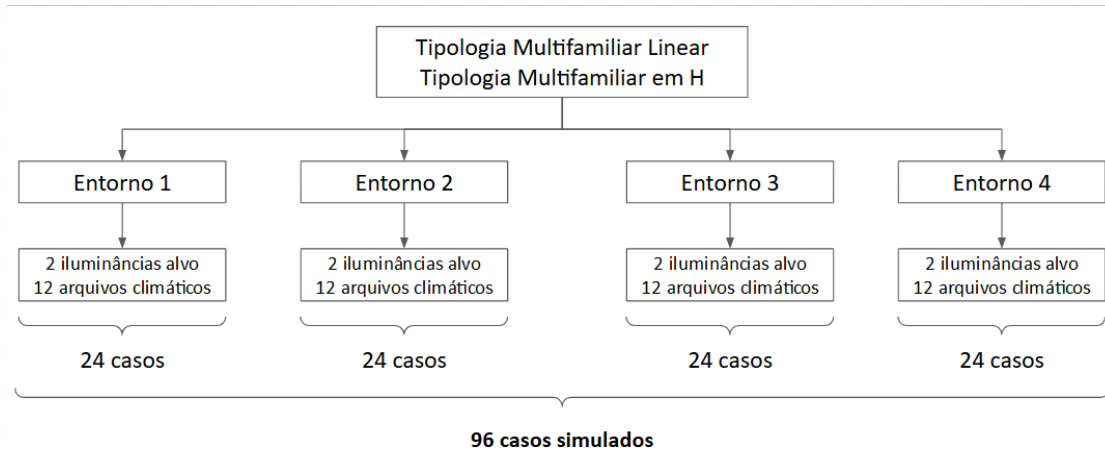 Tipologia Multifamiliar Linear
Tipologia Multifamiliar em H
Entorno 1
Entorno 2
Entorno 3
Entorno 4
2 iluminâncias alvo
12 arquivos climáticos
2 iluminâncias alvo
12 arquivos climáticos
2 iluminâncias alvo
12 arquivos climáticos
2 iluminâncias alvo
12 arquivos climáticos
24 casos
24 casos
24 casos
24 casos
96 casos simulados